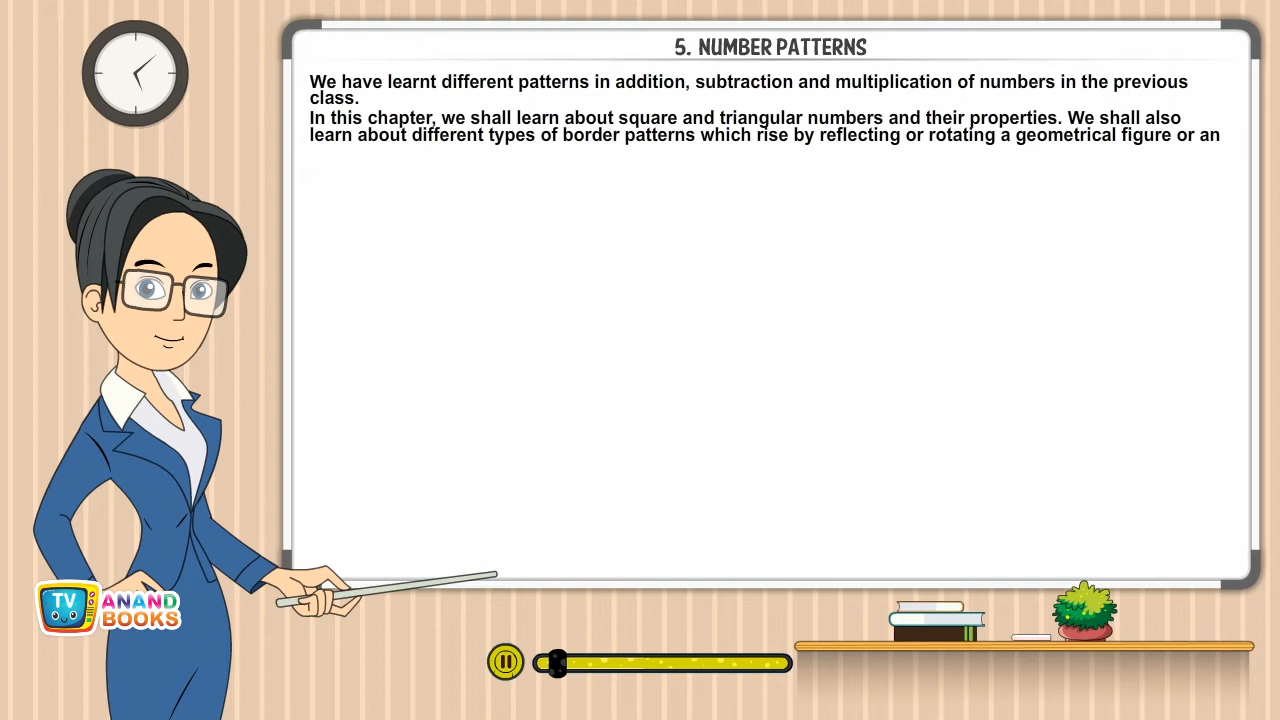 5. NUMBER PATTERNS
We have learnt different patterns in addition, subtraction and multiplication of numbers in the previous
class.
In this chapter, we shall learn about square and triangular numbers and their properties. We shall also
learn about different types of border patterns which rise by reflecting or rotating a geometrical figure or an
TV
ANAND
BOOKS